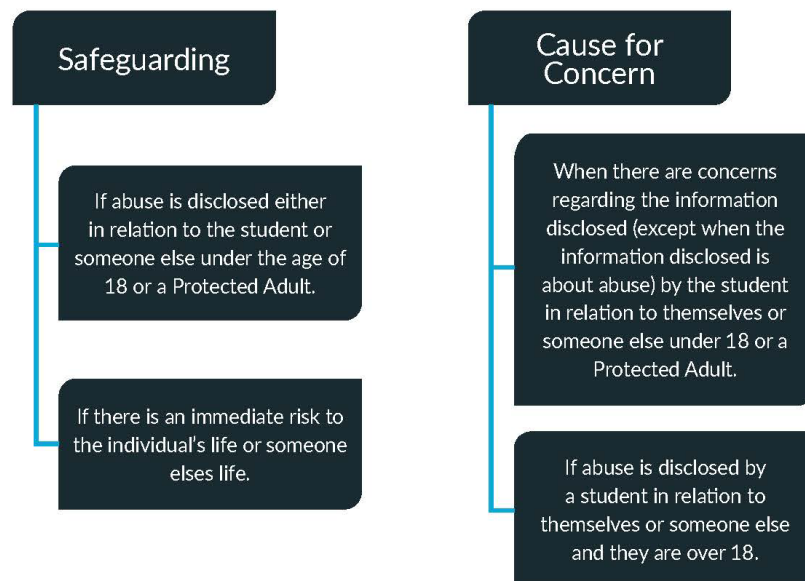 Safeguarding
If abuse is disclosed either
in relation to the student or
someone else under the age of
18 or a Protected Adult.
If there is an immediate risk to
the individual's life or someone
elses life.
Cause for
Concern
When there are concerns
regarding the information
disclosed (except when the
information disclosed is
about abuse) by the student
in relation to themselves or
someone else under 18 or a
Protected Adult.
If abuse is disclosed by
a student in relation to
themselves or someone else
and they are over 18.